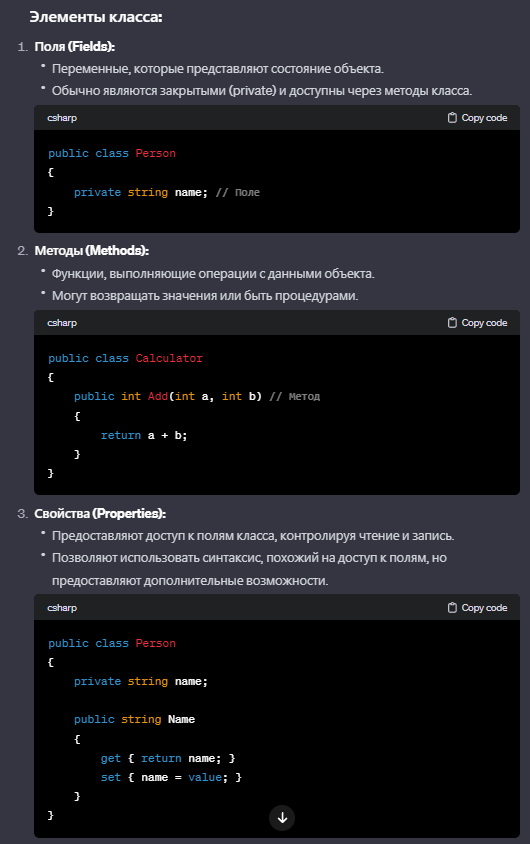 Элементы класса:
1. Поля (Fields):
• Переменные, которые представляют состояние объекта.
• Обычно являются закрытыми (private) и доступны через методы класса.
csharp Copy code
public class Person
{
    private string name; // Поле
}
2. Методы (Methods):
• Функции, выполняющие операции с данными объекта.
• Могут возвращать значения или быть процедурами.
csharp Copy code
public class Calculator
{
    public int Add(int a, int b) // Метод
    {
        return a + b;
    }
}
3. Свойства (Properties):
• Предоставляют доступ к полям класса, контролируя чтение и запись.
• Позволяют использовать синтаксис, похожий на доступ к полям, но
предоставляют дополнительные возможности.
csharp Copy code
public class Person
{
    private string name;
    public string Name
    {
        get { return name; }
        set { name = value; }
    }
}